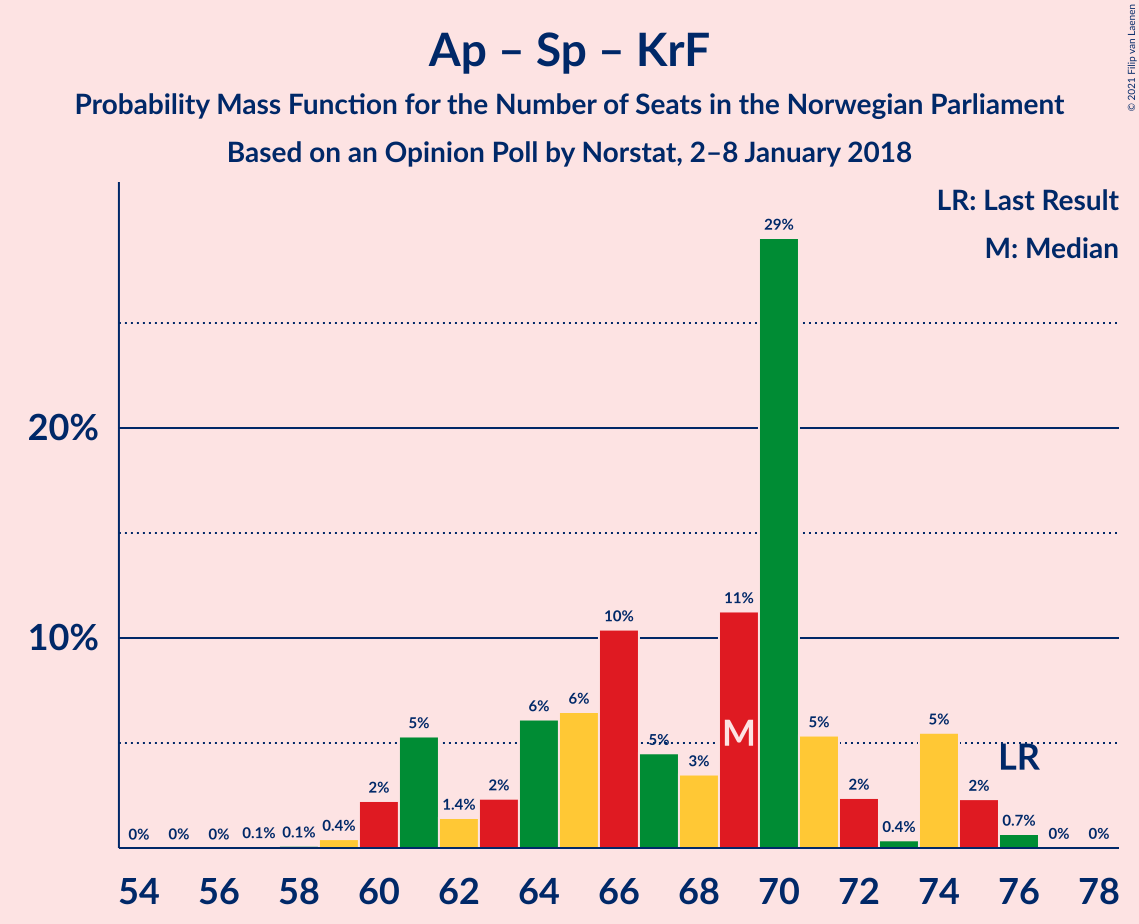 Ap – Sp – KrF
Probability Mass Function for the Number of Seats in the Norwegian Parliament
Based on an Opinion Poll by Norstat, 2–8 January 2018
© 2021 Filip van Laenen
LR: Last Result
M: Median
20%
10%
0% 0% 0% 0.1% 0.1% 0.4% 2% 5% 1.4% 2% 6% 6% 10% 5% 3% 11% 29% 5% 2% 0.4% 5% 2% 0.7% 0% 0%
M
LR
54 56 58 60 62 64 66 68 70 72 74 76 78